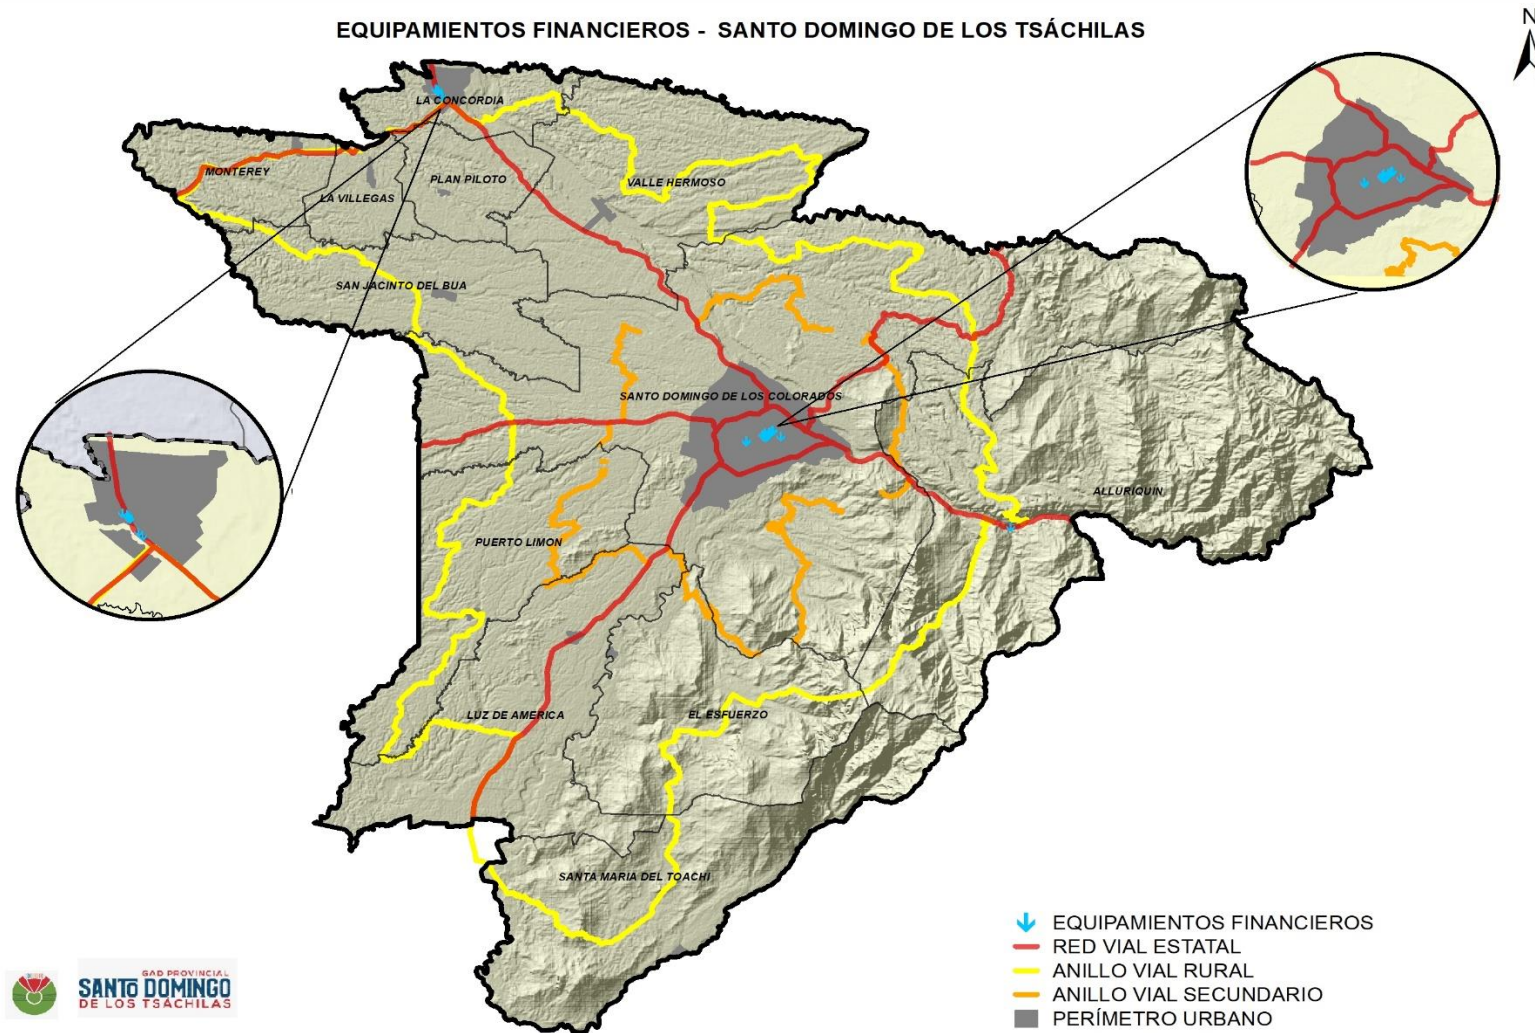 EQUIPAMIENTOS FINANCIEROS - SANTO DOMINGO DE LOS TSÁCHILAS
N
LA CONCORDIA
MONTEREY
PLAN PILOTO
VALLE HERMOSO
LA VILLEGAS
SAN JACINTO DEL BUA
SANTO DOMINGO DE LOS COLORADOS
ALLURIQUIN
PUERTO LIMON
LUZ DE AMERICA
EL ESFUERZO
SANTA MARIA DEL TOACHI
EQUIPAMIENTOS FINANCIEROS
RED VIAL ESTATAL
ANILLO VIAL RURAL
ANILLO VIAL SECUNDARIO
PERÍMETRO URBANO
GAD PROVINCIAL
SANTO DOMINGO
DE LOS TSÁCHILAS